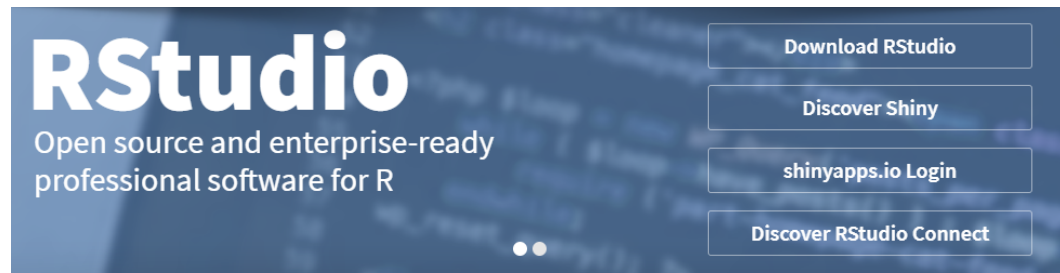 RStudio
Open source and enterprise-ready
professional software for R
Download RStudio
Discover Shiny
shinyapps.io Login
Discover RStudio Connect